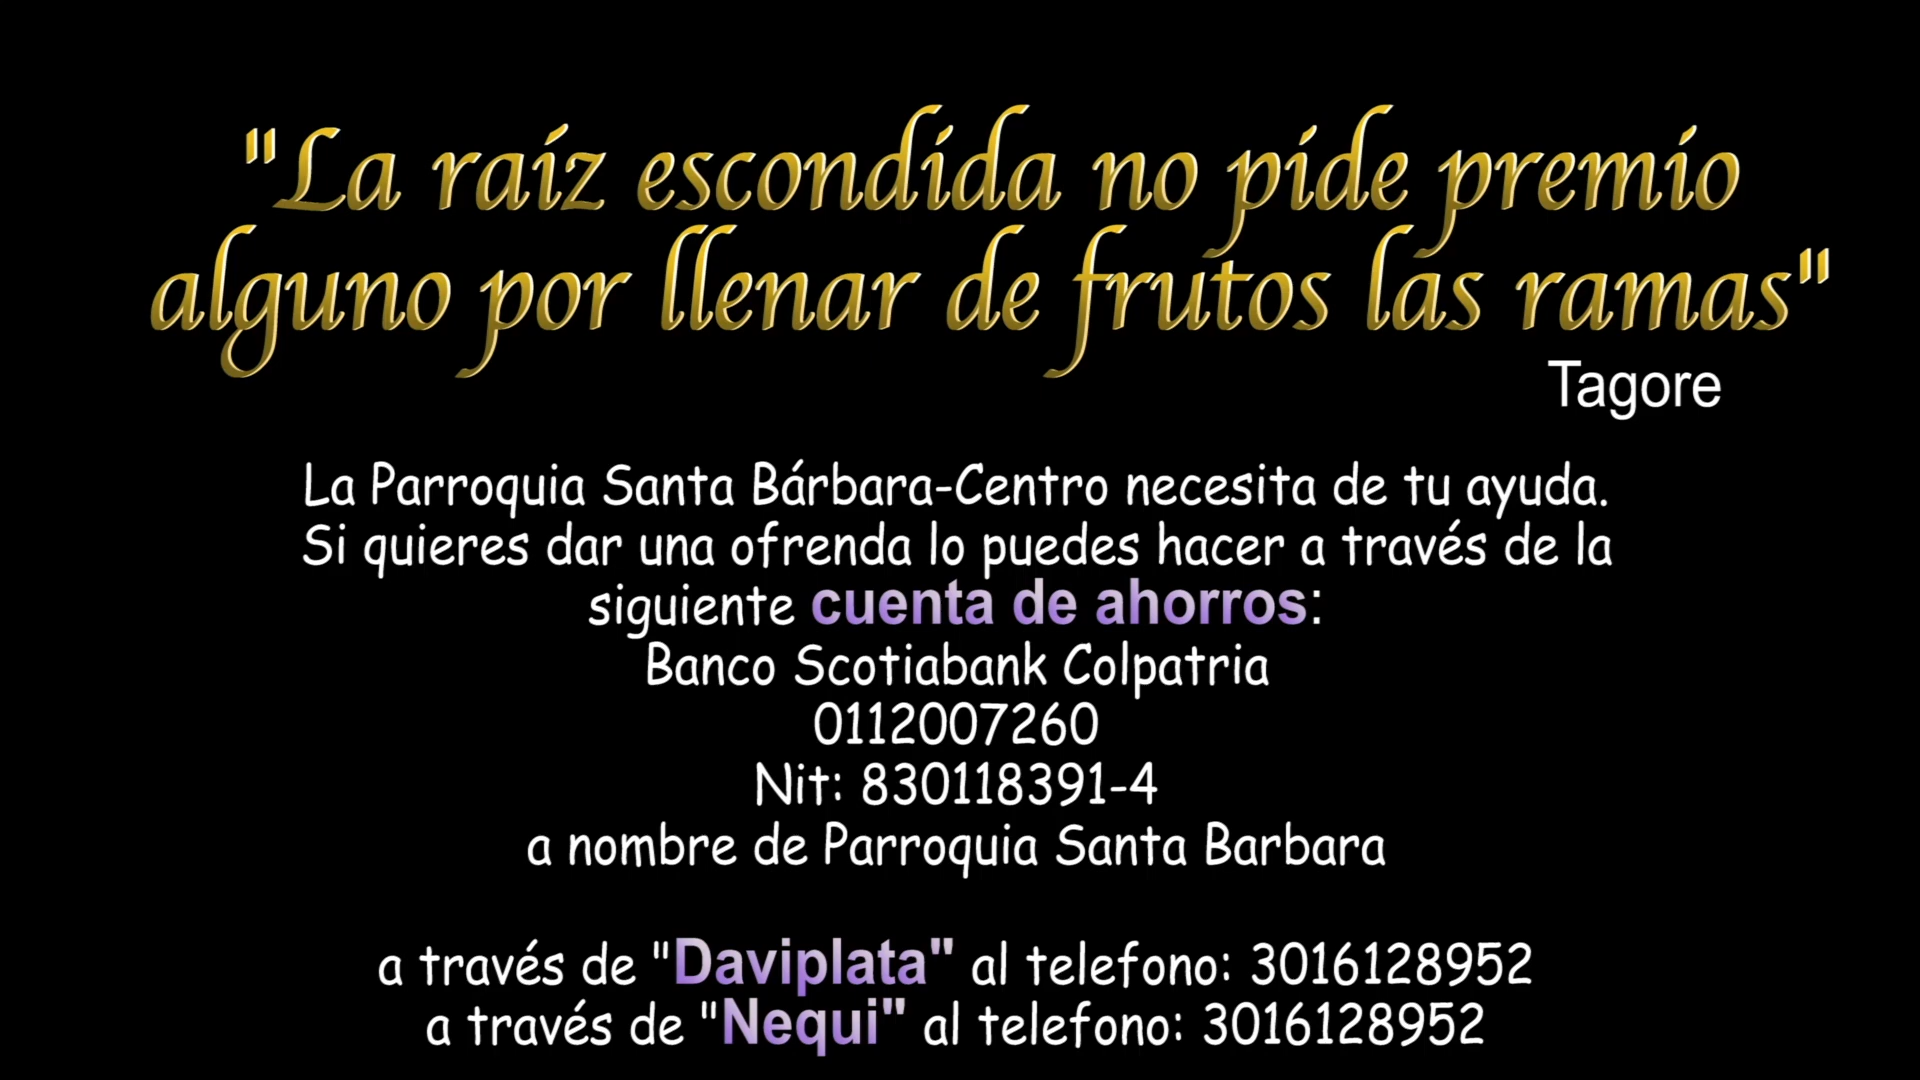 "La raíz escondida no pide premio
alguno por llenar de frutos las ramas"
Tagore
La Parroquia Santa Bárbara-Centro necesita de tu ayuda.
Si quieres dar una ofrenda lo puedes hacer a través de la
siguiente cuenta de ahorros:
Banco Scotiabank Colpatria
0112007260
Nit: 830118391-4
a nombre de Parroquia Santa Barbara
a través de "Daviplata" al telefono: 3016128952
a través de "Nequi" al telefono: 3016128952